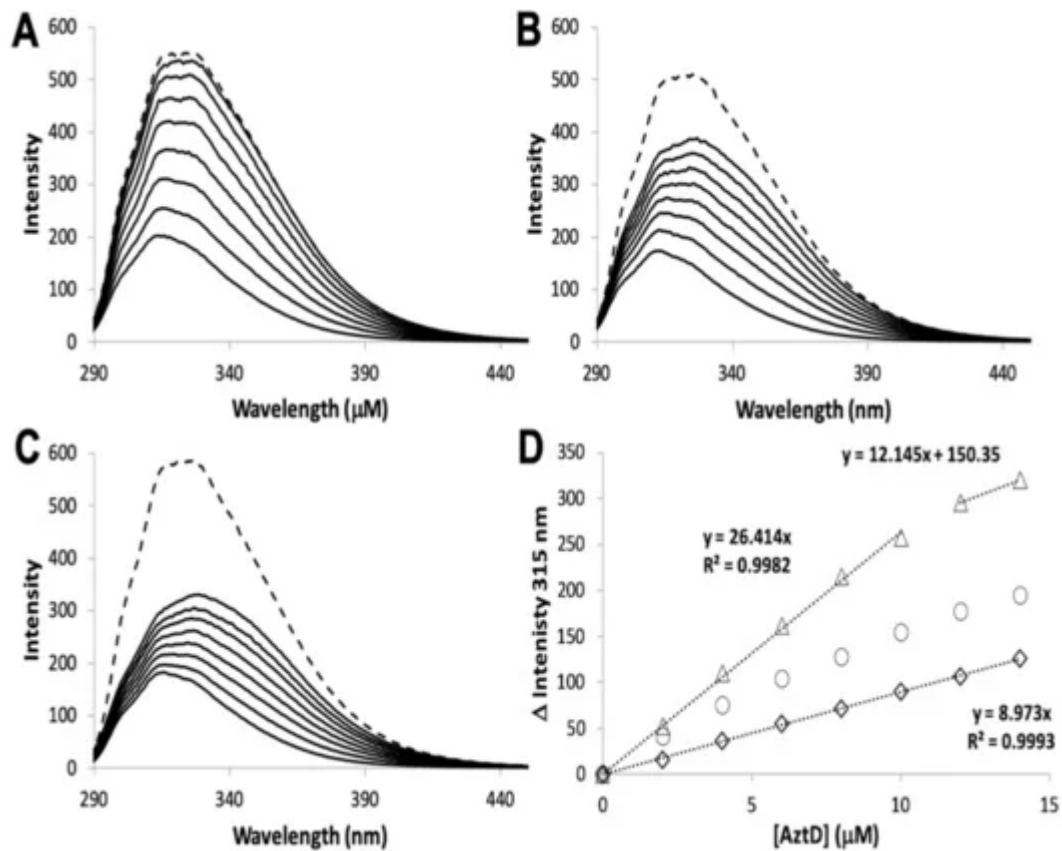 A
600
500
400
300
200
100
0
Intensity
290
340
390
440
Wavelength (μM)
B
600
500
400
300
200
100
0
Intensity
290
340
390
440
Wavelength (nm)
C
600
500
400
300
200
100
0
Intensity
290
340
390
440
Wavelength (nm)
D
350
300
250
200
150
100
50
0
Δ Intenisty 315 nm
y = 12.145x + 150.35
y = 26.414x
R² = 0.9982
y = 8.973x
R² = 0.9993
0
5
10
15
[AztD] (μM)